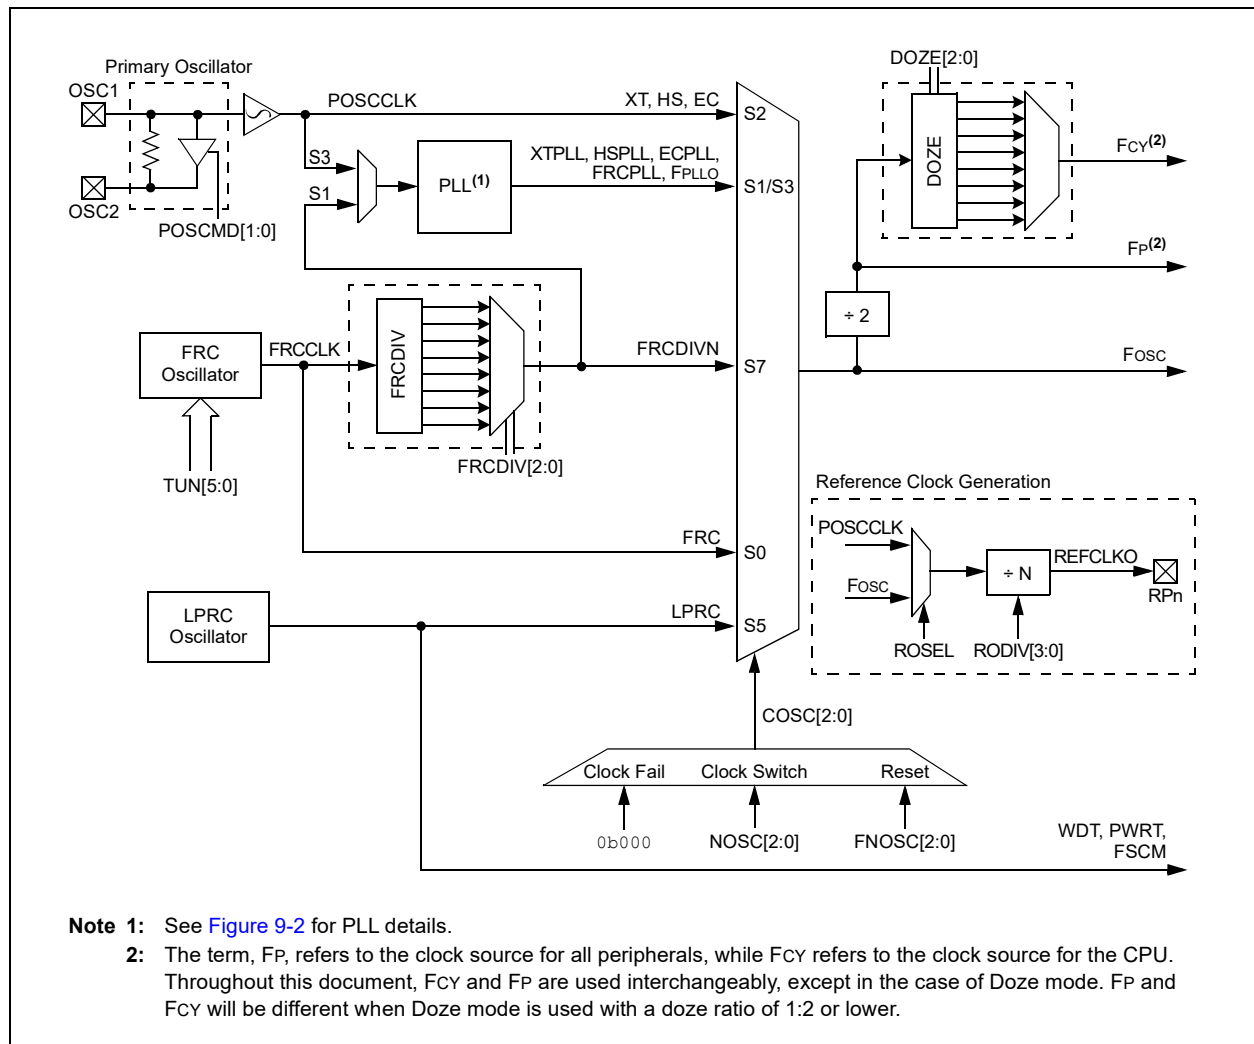 DOZE[2:0]
Primary Oscillator
OSC1
POSCCLK
XT, HS, EC
S2
DOZE
FCY(2)
S3
XTPLL, HSPLL, ECPLL,
FRCPLL, FPLLO
PLL(1)
S1/S3
S1
OSC2
POSCMD[1:0]
FP(2)
÷ 2
FRC
Oscillator
FRCCLK
FRCDIV
FRCDIVN
S7
FOSC
FRCDIV[2:0]
TUN[5:0]
Reference Clock Generation
POSCCLK
FRC
S0
÷ N
REFCLKO
FOSC
RPn
LPRC
Oscillator
LPRC
S5
ROSEL
RODIV[3:0]
COSC[2:0]
Clock Fail
Clock Switch
Reset
0b000
NOSC[2:0]
FNOSC[2:0]
WDT, PWRT,
FSCM
Note 1: See Figure 9-2 for PLL details.
2: The term, FP, refers to the clock source for all peripherals, while FCY refers to the clock source for the CPU.
Throughout this document, FCY and FP are used interchangeably, except in the case of Doze mode. FP and
FCY will be different when Doze mode is used with a doze ratio of 1:2 or lower.